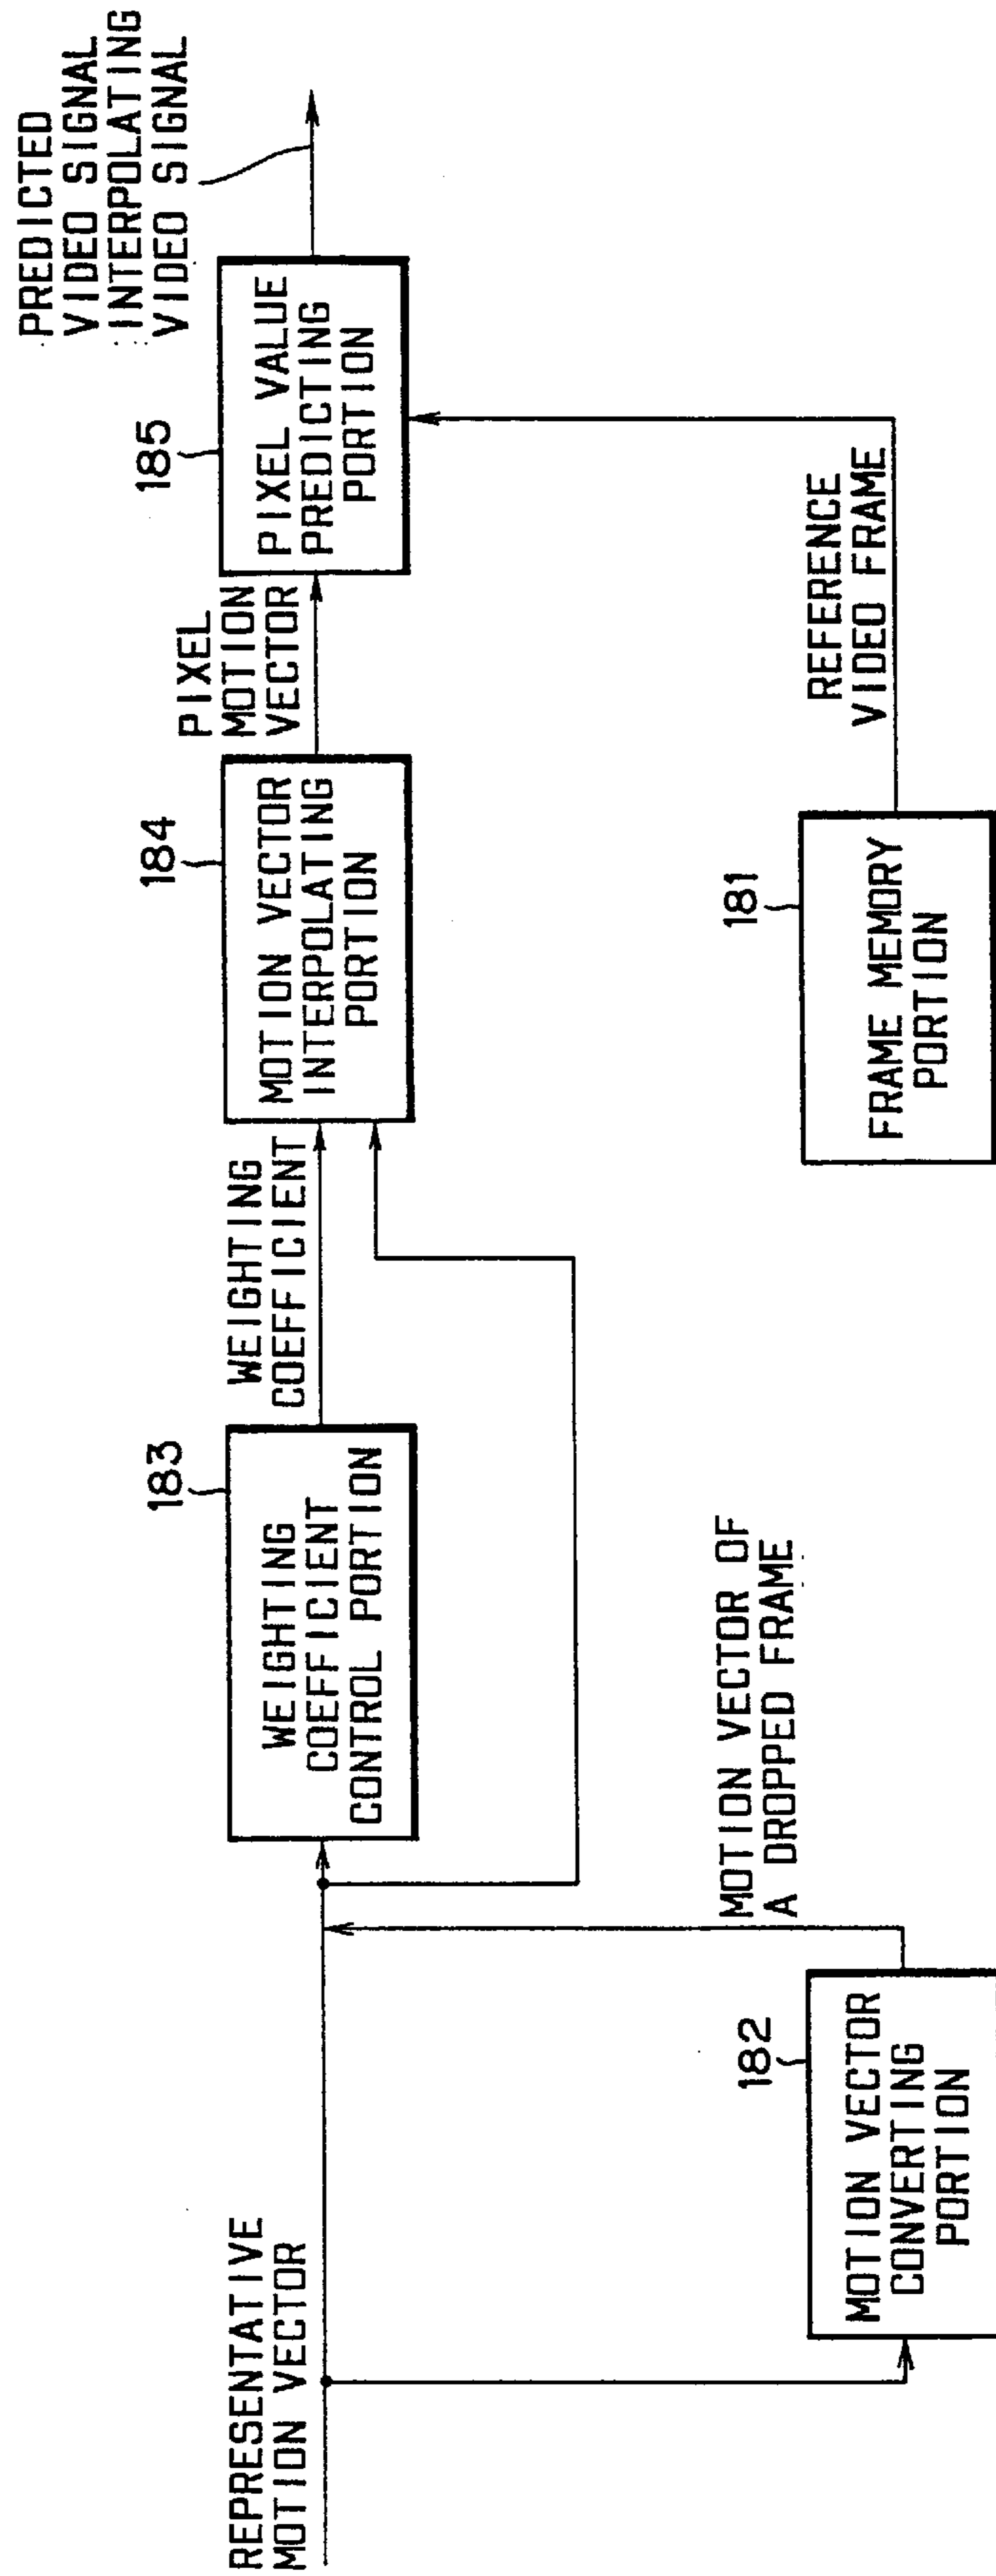 REPRESENTATIVE
MOTION VECTOR
182
MOTION VECTOR
CONVERTING
PORTION
MOTION VECTOR OF
A DROPPED FRAME
183
WEIGHTING
COEFFICIENT
CONTROL PORTION
WEIGHTING
COEFFICIENT
184
MOTION VECTOR
INTERPOLATING
PORTION
181
FRAME MEMORY
PORTION
PIXEL
MOTION
VECTOR
REFERENCE
VIDEO FRAME
185
PIXEL VALUE
PREDICTING
PORTION
PREDICTED
VIDEO SIGNAL
INTERPOLATING
VIDEO SIGNAL